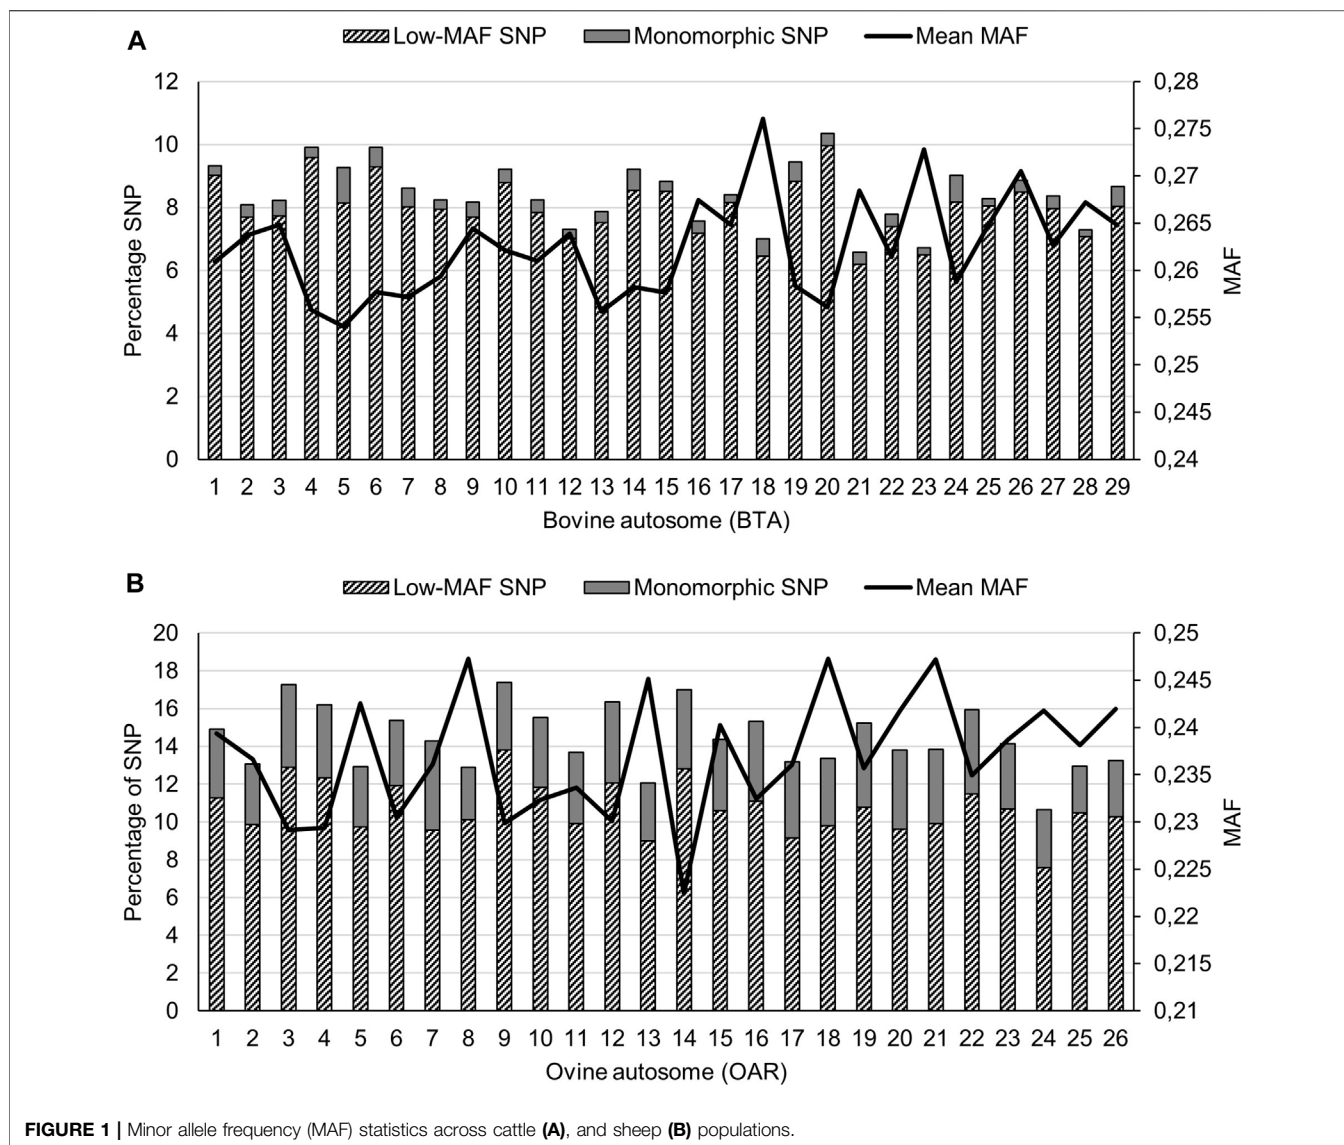 A
Low-MAF SNP Monomorphic SNP Mean MAF
12 0,28
0,275
10 0,27
8 0,265
6 0,26
0,255
4 0,25
2 0,245
0 0,24
Percentage SNP
MAF
1 2 3 4 5 6 7 8 9 10 11 12 13 14 15 16 17 18 19 20 21 22 23 24 25 26 27 28 29
Bovine autosome (BTA)
B
Low-MAF SNP Monomorphic SNP Mean MAF
20 0,25
18
16 0,245
14 0,24
12 0,235
10 0,23
8 0,225
6 0,22
4
2 0,215
0 0,21
Percentage of SNP
MAF
1 2 3 4 5 6 7 8 9 10 11 12 13 14 15 16 17 18 19 20 21 22 23 24 25 26
Ovine autosome (OAR)
FIGURE 1 | Minor allele frequency (MAF) statistics across cattle (A), and sheep (B) populations.